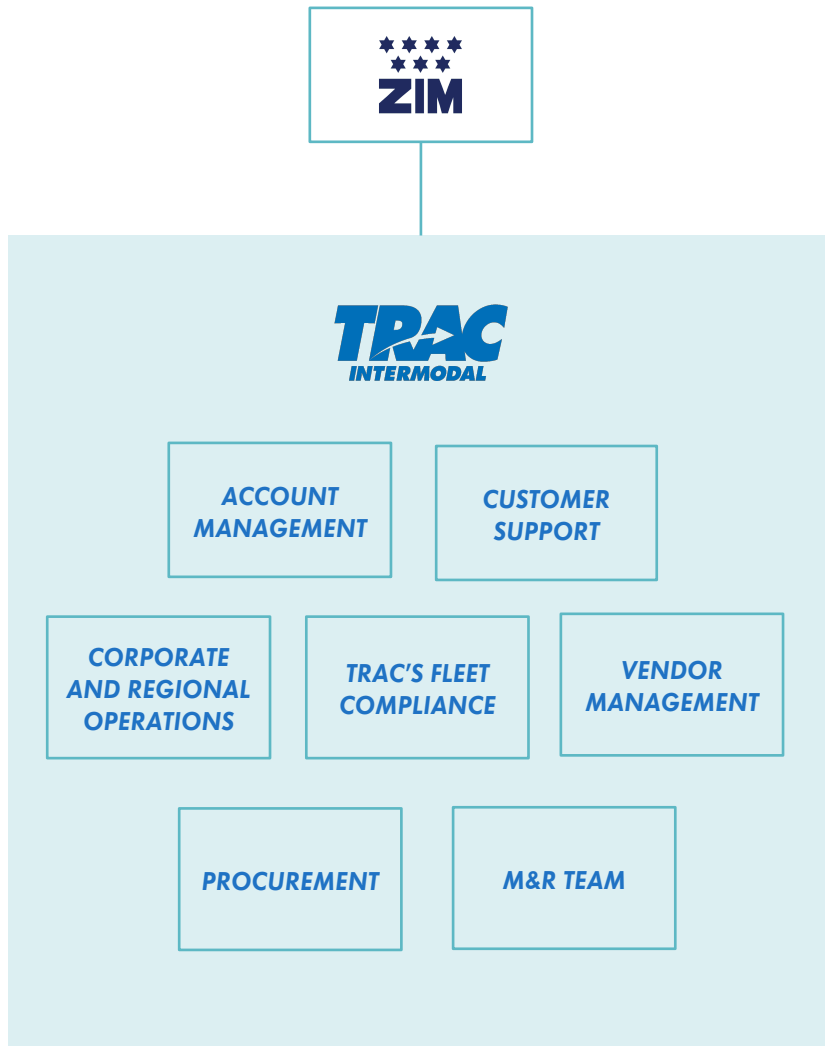 ZIM
TRAC
INTERMODAL
ACCOUNT
MANAGEMENT
CUSTOMER
SUPPORT
CORPORATE
AND REGIONAL
OPERATIONS
TRAC'S FLEET
COMPLIANCE
VENDOR
MANAGEMENT
PROCUREMENT
M&R TEAM